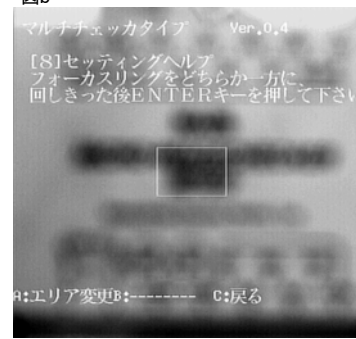 図b
マルチチェッカタイプ Ver.0.4
[8]セッティングヘルプ
フォーカスリングをどちらか一方に、
回しきった後ENTERキーを押して下さい
A:エリア変更B:-------- C:戻る